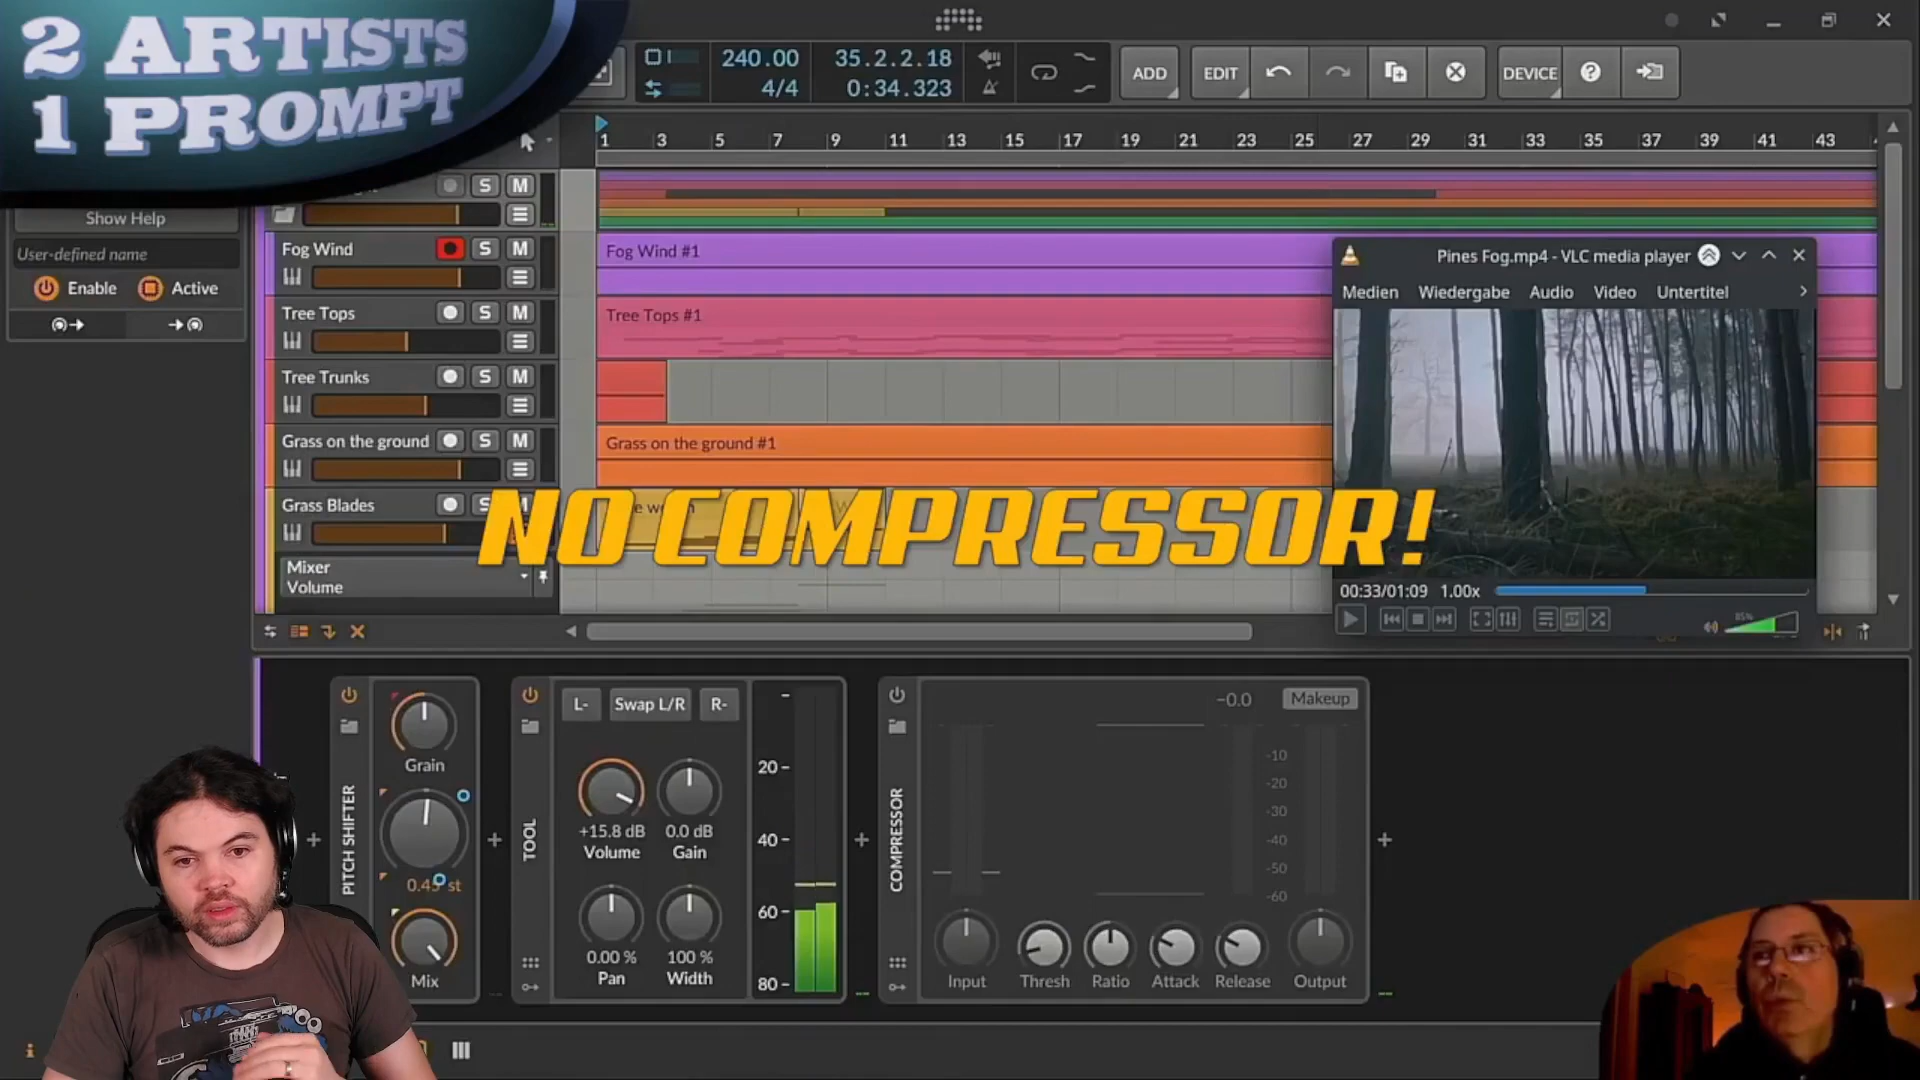 2 ARTISTS
1 PROMPT
240.00
4/4
35.2.2.18
0:34.323
ADD
EDIT
DEVICE
?
1 3 5 7 9 11 13 15 17 19 21 23 25 27 29 31 33 35 37 39 41 43
Show Help
User-defined name
Enable Active
S M
Fog Wind S M
Fog Wind #1
Tree Tops S M
Tree Tops #1
Tree Trunks S M
Grass on the ground S M
Grass on the ground #1
Grass Blades
Mixer
Volume
NO COMPRESSOR!
Pines Fog.mp4 - VLC media player
Medien Wiedergabe Audio Video Untertitel
00:33/01:09 1.00x
85%
PITCH SHIFTER
Grain
0.45 st
Mix
TOOL
L- Swap L/R R-
+15.8 dB 0.0 dB
Volume Gain
0.00 % 100 %
Pan Width
20
40
60
80
COMPRESSOR
-0.0 Makeup
-10
-20
-30
-40
-50
-60
Input Thresh Ratio Attack Release Output